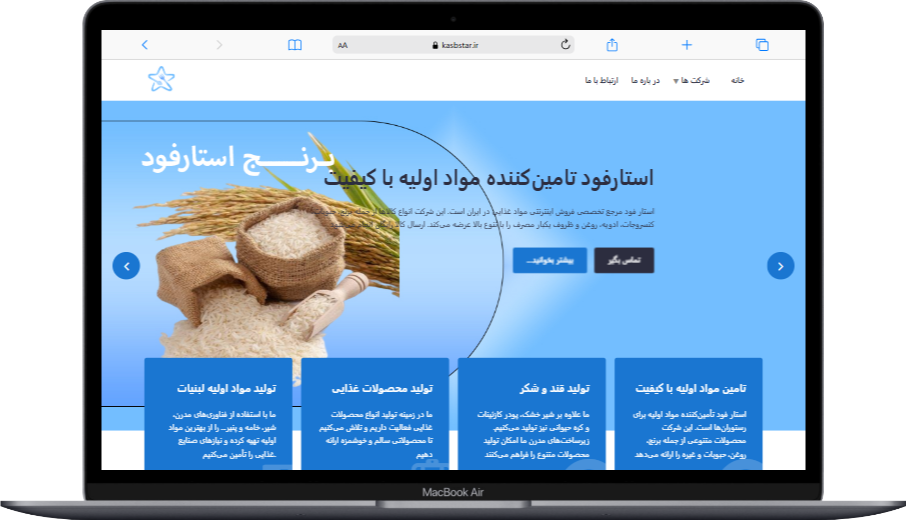 AA
kasbstar.ir
خانه
شرکت ها
در باره ما
ارتباط با ما
برنج استارفود
استارفود تامین‌کننده مواد اولیه با کیفیت
استار فود مرجع تخصصی فروش اینترنتی مواد غذایی در ایران است. این شرکت انواع کالاها از جمله برنج،
کنسروجات، ادویه، روغن و ظروف یکبار مصرف را با تنوع بالا عرضه می‌کند. ارسال کالا
تماس بگیر
بیشتر بخوانید...
تامین مواد اولیه با کیفیت
استار فود تأمین‌کننده مواد اولیه برای
رستوران‌ها است. این شرکت
محصولات متنوعی از جمله برنج،
روغن، حبوبات و غیره را ارائه می‌دهد
تولید قند و شکر
ما علاوه بر شیر خشک، پودر کازئینات
و کره حیوانی نیز تولید می‌کنیم.
زیرساخت‌های مدرن ما امکان تولید
محصولات متنوع را فراهم می‌کنند
تولید محصولات غذایی
ما در زمینه تولید انواع محصولات
غذایی فعالیت داریم و تلاش می‌کنیم
تا محصولاتی سالم و خوشمزه ارائه
دهیم
تولید مواد اولیه لبنیات
ما با استفاده از فناوری‌های مدرن،
شیر، خامه و پنیر... را از بهترین مواد
اولیه تهیه کرده و نیازهای صنایع
غذایی را تأمین می‌کنیم.
MacBook Air